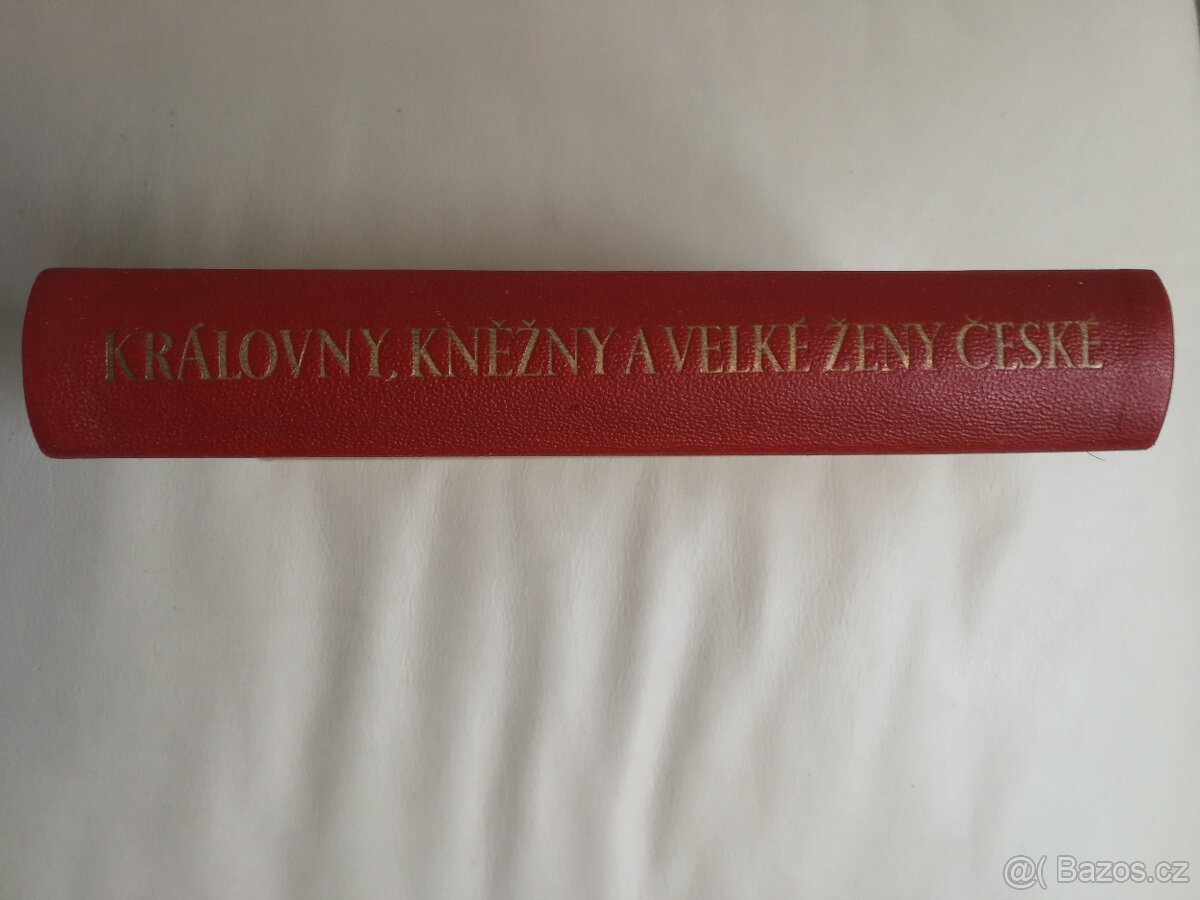 KRÁLOVNY, KNĚŽNY A VELKÉ ŽENY ČESKÉ
@( Bazos.cz